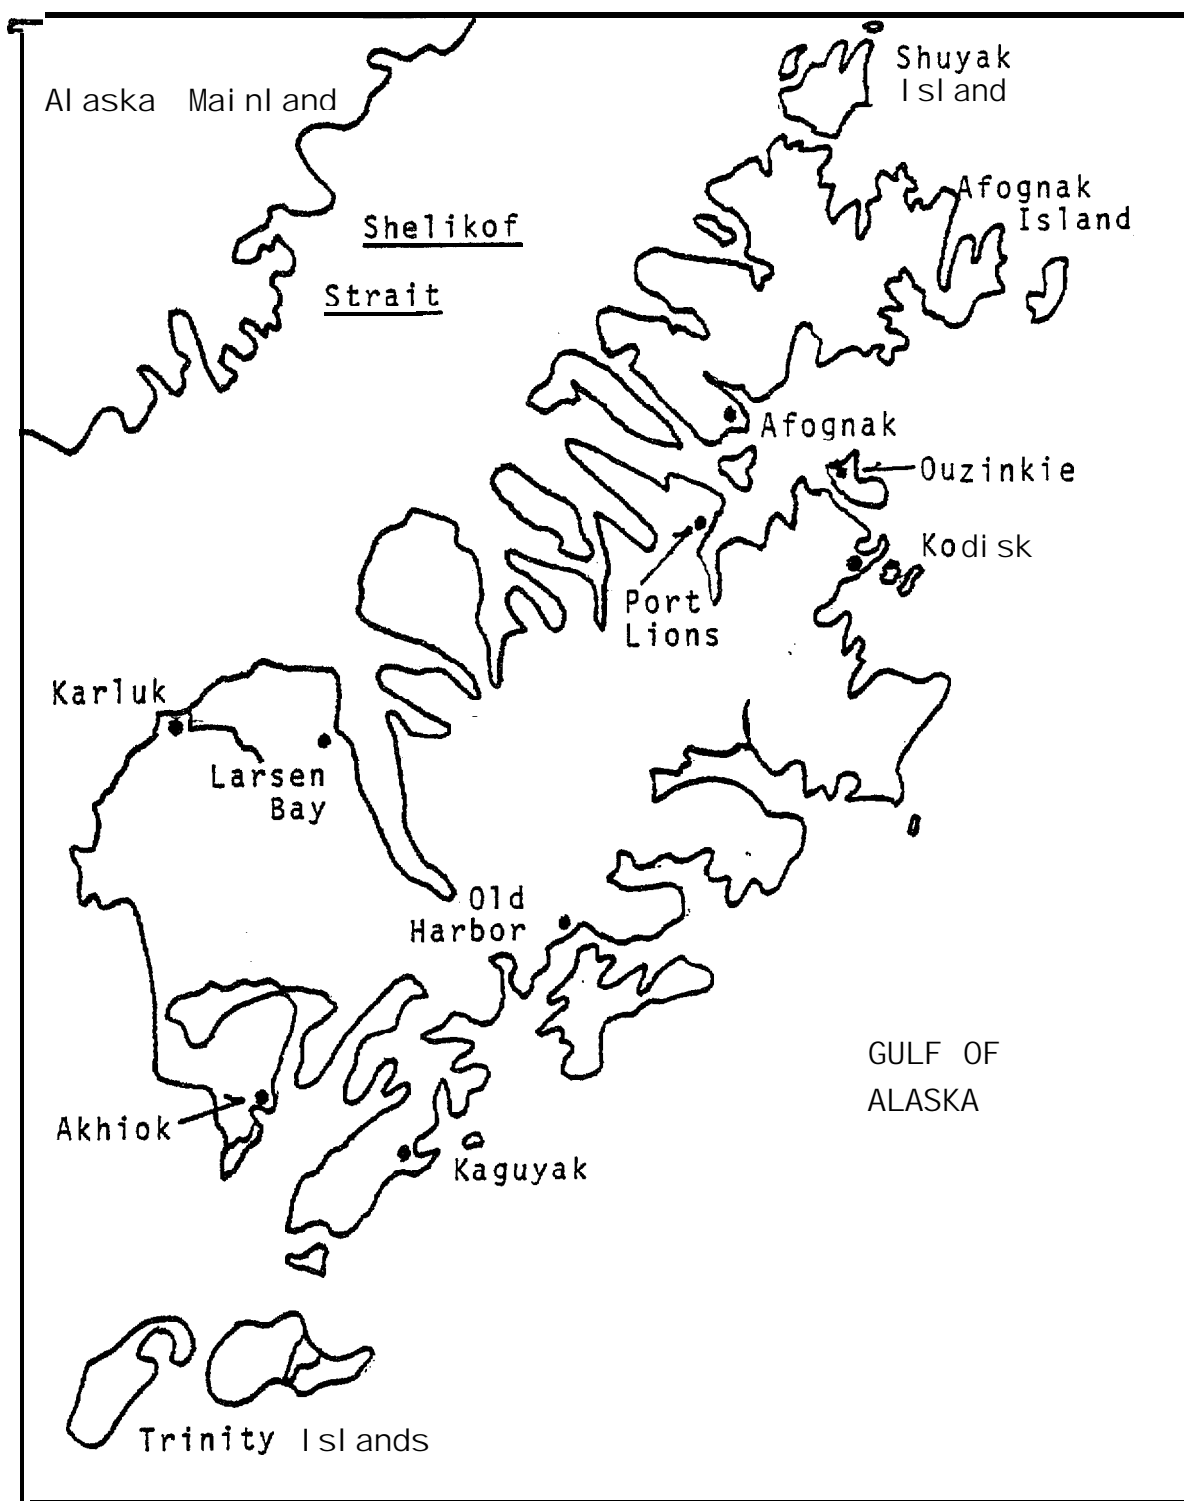 Shuyak
Island
Alaska Mainland
Afognak
Island
Shelikof
Strait
Afognak
Ouzinkie
Kodisk
Port
Lions
Karluk
Larsen
Bay
Old
Harbor
GULF OF
ALASKA
Akhiok
Kaguyak
Trinity Islands